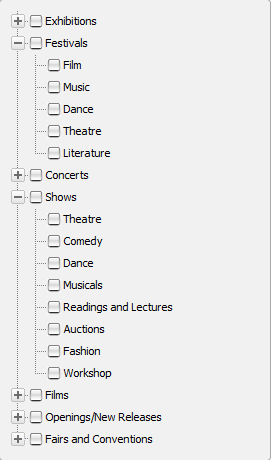 Exhibitions
Festivals
Film
Music
Dance
Theatre
Literature
Concerts
Shows
Theatre
Comedy
Dance
Musicals
Readings and Lectures
Auctions
Fashion
Workshop
Films
Openings/New Releases
Fairs and Conventions